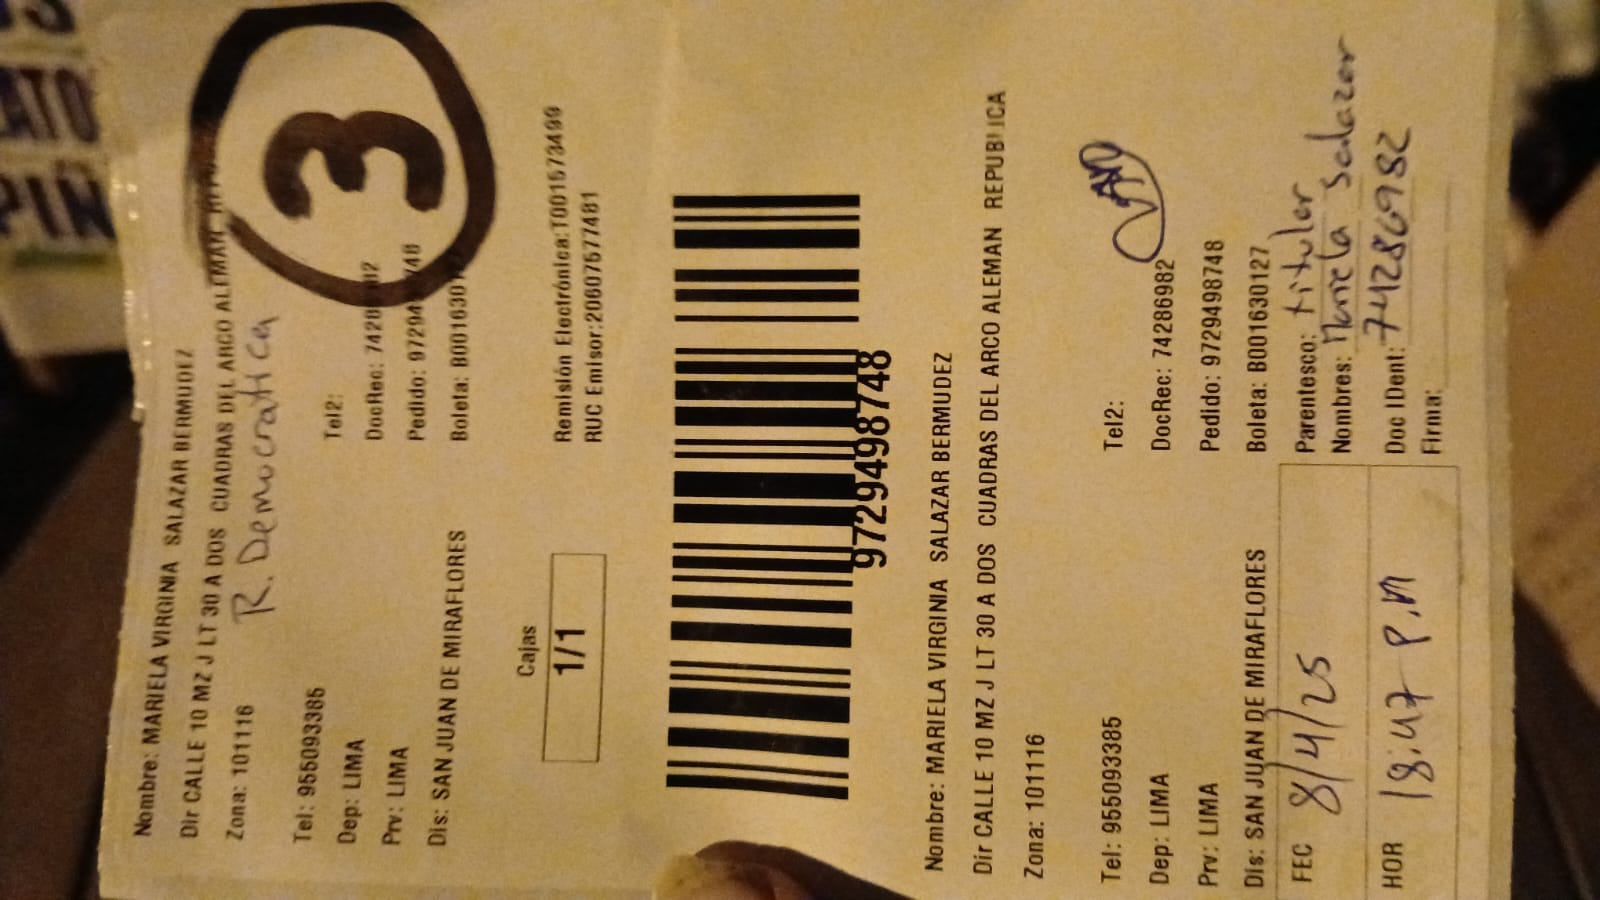 Nombre: MARIELA VIRGINIA SALAZAR BERMUDEZ
Dir CALLE 10 MZ J LT 30 A DOS CUADRAS DEL ARCO ALEMAN
Zona: 101116
R. Democratica
3
Tel: 955093385 Tel2:
Dep: LIMA DocRec:
Prv: LIMA Pedido:
Dis: SAN JUAN DE MIRAFLORES Boleta:
Cajas
1/1
Remisión Electrónica:T001573499
RUC Emisor:20607577481
9729498748
Nombre: MARIELA VIRGINIA SALAZAR BERMUDEZ
Dir CALLE 10 MZ J LT 30 A DOS CUADRAS DEL ARCO ALEMAN REPUBLICA
Zona: 101116
Tel: 955093385 Tel2:
Dep: LIMA DocRec: 74286982
Prv: LIMA Pedido: 9729498748
Dis: SAN JUAN DE MIRAFLORES Boleta: B001630127
FEC 8/4/25 Parentesco: titular
Nombres: Mariela Salazar
HOR 18:47 P.M Doc IDent: 74286982
Firma: